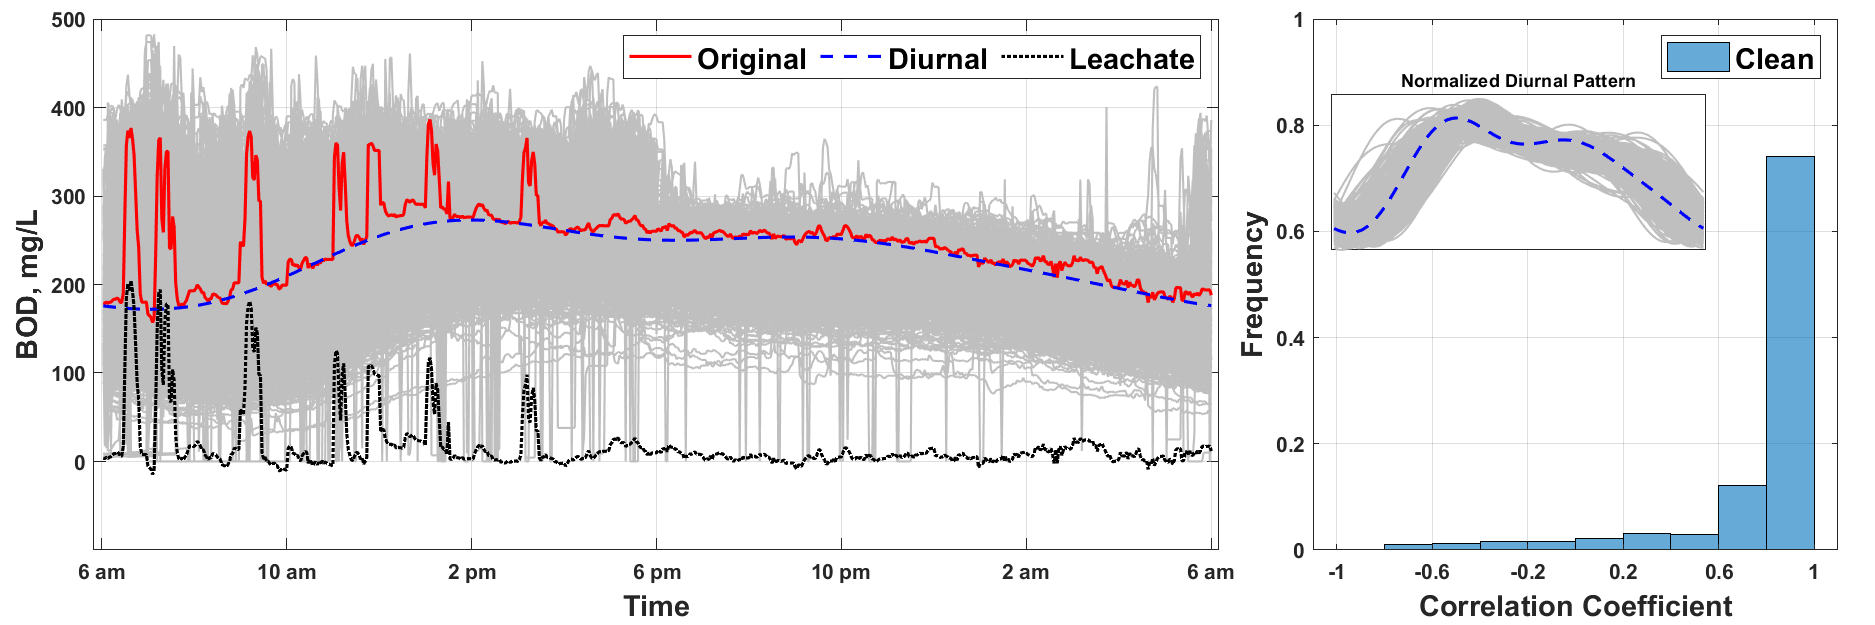 500
400
300
200
100
0
BOD, mg/L
Original Diurnal Leachate
6 am 10 am 2 pm 6 pm 10 pm 2 am 6 am
Time
1
0.8
0.6
0.4
0.2
0
Frequency
Clean
Normalized Diurnal Pattern
-1 -0.6 -0.2 0.2 0.6 1
Correlation Coefficient